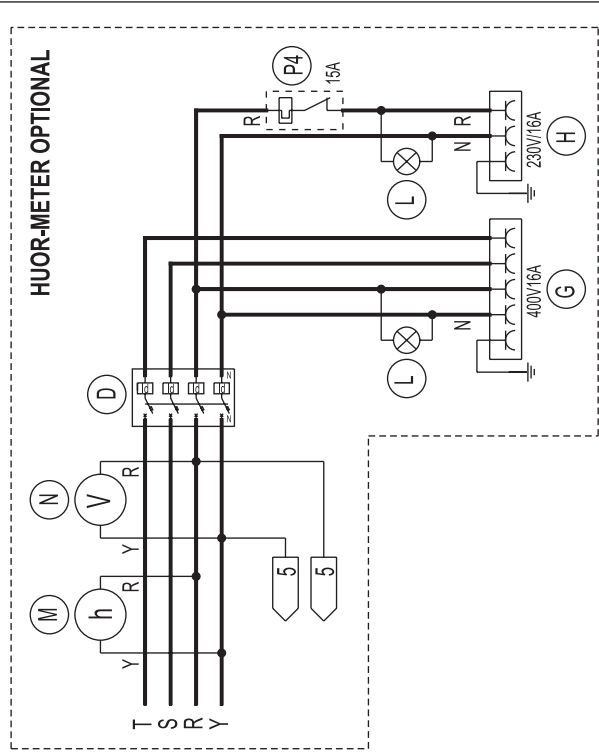 HUOR-METER OPTIONAL
P4
15A
R
R
N
230V/16A
H
L
400V16A
G
N
L
D
N
N
N
V
R
Y
5
5
M
h
R
Y
T
S
R
Y